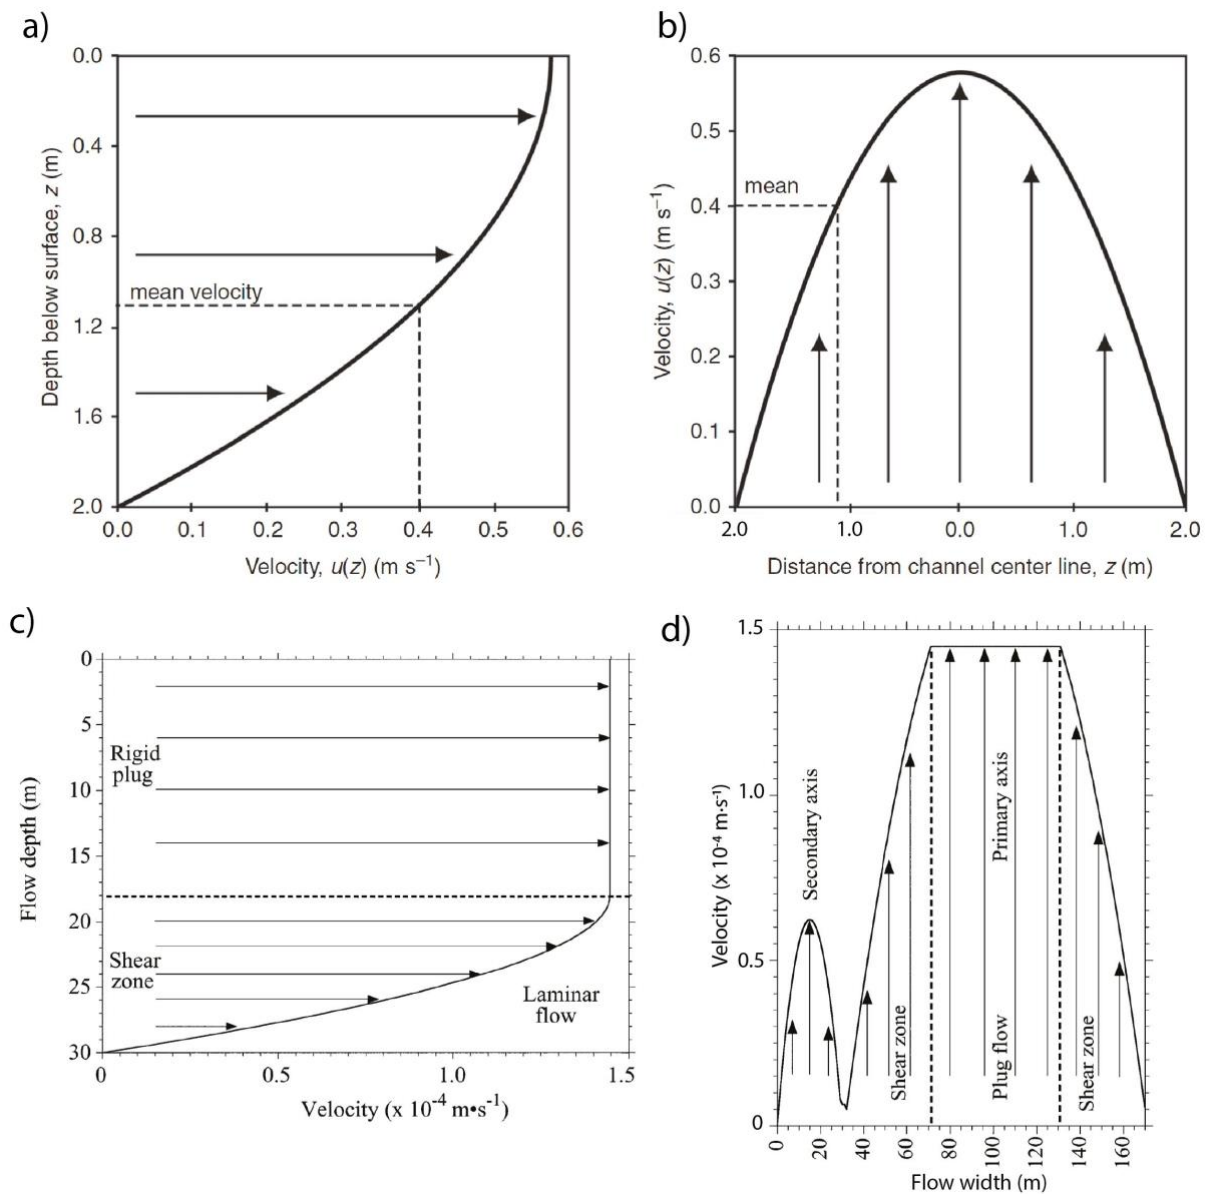 a)
0.0
0.4
0.8
1.2
1.6
2.0
Depth below surface, z (m)
mean velocity
0.0 0.1 0.2 0.3 0.4 0.5 0.6
Velocity, u(z) (m s⁻¹)
b)
0.6
0.5
0.4
0.3
0.2
0.1
0.0
Velocity, u(z) (m s⁻¹)
mean
2.0 1.0 0.0 1.0 2.0
Distance from channel center line, z (m)
c)
0
5
10
15
20
25
30
Flow depth (m)
Rigid
plug
Shear
zone
Laminar
flow
0 0.5 1.0 1.5
Velocity (x 10⁻⁴ m•s⁻¹)
d)
1.5
1.0
0.5
0
Velocity (x 10⁻⁴ m·s⁻¹)
Secondary axis
Shear zone
Primary axis
Plug flow
Shear zone
0 20 40 60 80 100 120 140 160
Flow width (m)